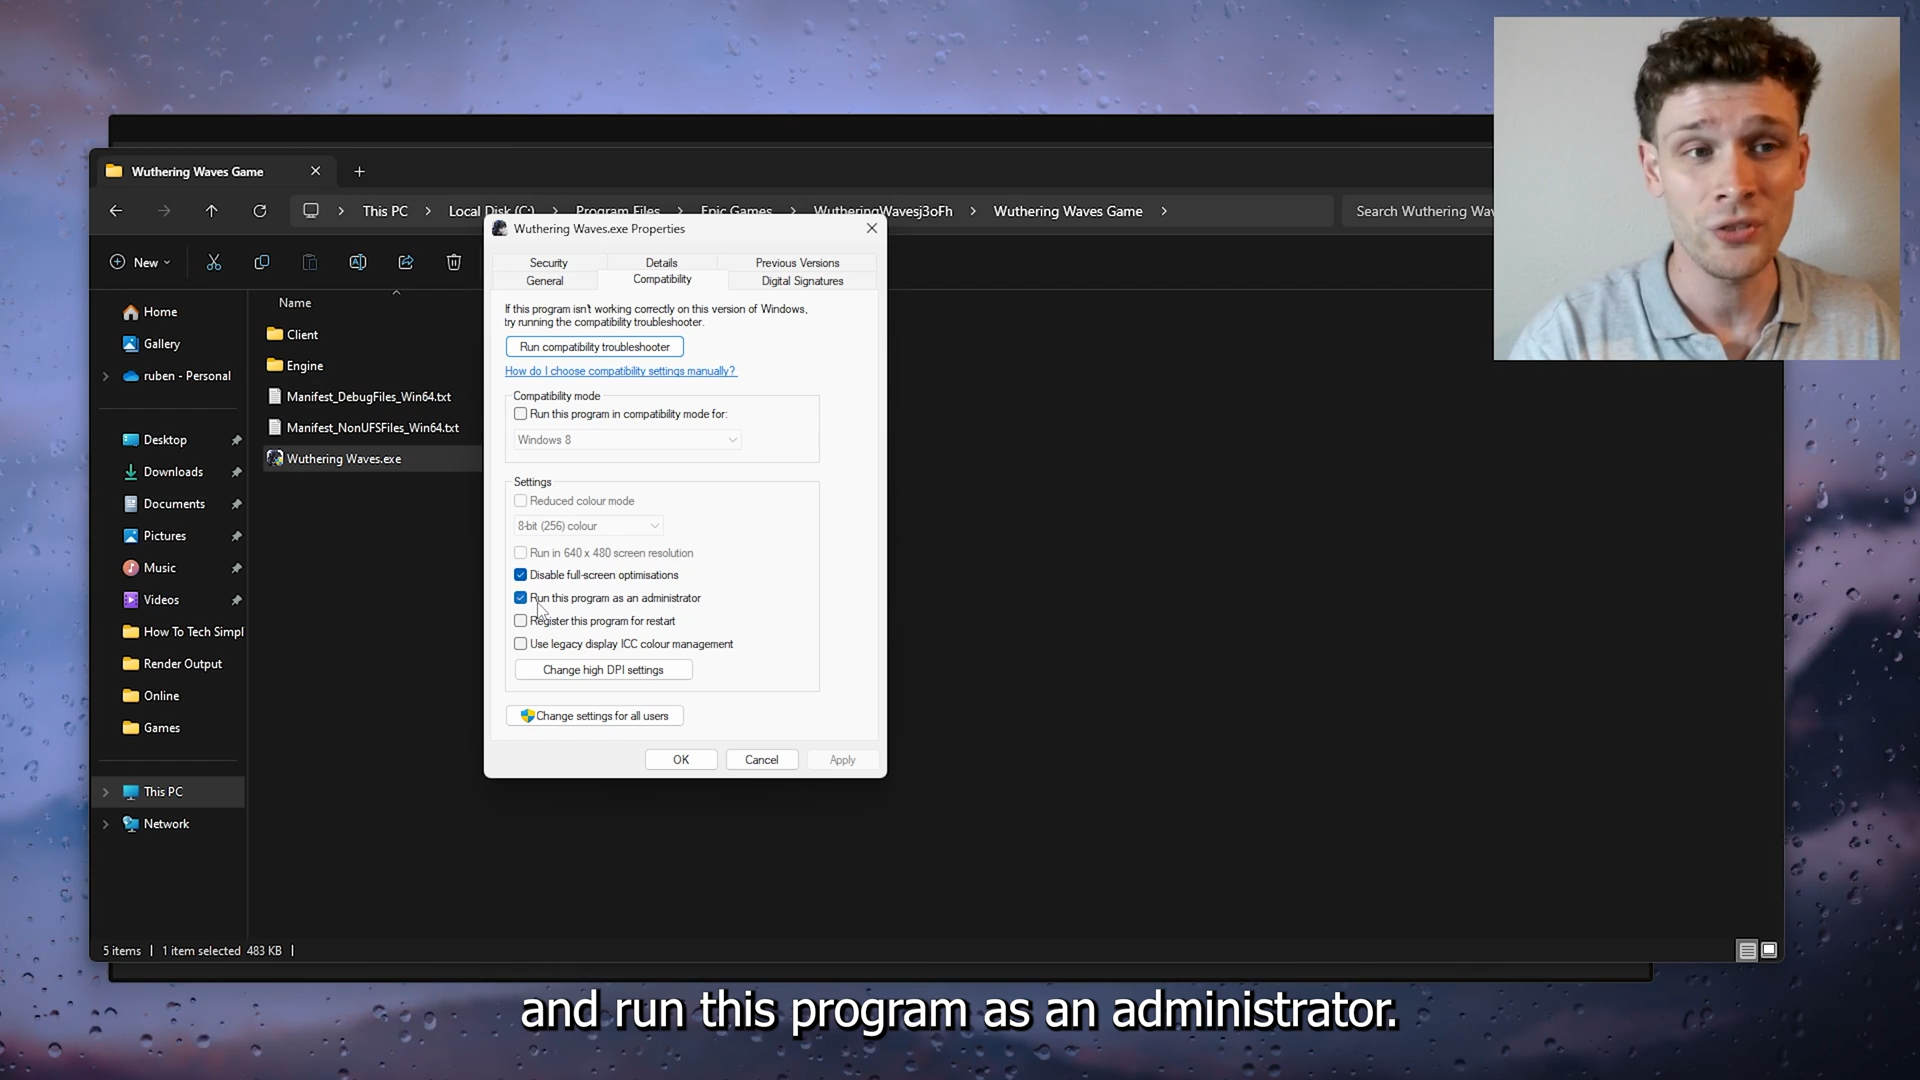 Wuthering Waves Game
This PC > Local Disk (C:) > Program Files > Epic Games > WutheringWavesj3oFh > Wuthering Waves Game >
Search Wuthering Wav
New
Home
Gallery
ruben - Personal
Desktop
Downloads
Documents
Pictures
Music
Videos
How To Tech Simpl
Render Output
Online
Games
This PC
Network
Name
Client
Engine
Manifest_DebugFiles_Win64.txt
Manifest_NonUFSFiles_Win64.txt
Wuthering Waves.exe
Wuthering Waves.exe Properties
Security Details Previous Versions
General Compatibility Digital Signatures
If this program isn't working correctly on this version of Windows,
try running the compatibility troubleshooter.
Run compatibility troubleshooter
How do I choose compatibility settings manually?
Compatibility mode
Run this program in compatibility mode for:
Windows 8
Settings
Reduced colour mode
8-bit (256) colour
Run in 640 x 480 screen resolution
Disable full-screen optimisations
Run this program as an administrator
Register this program for restart
Use legacy display ICC colour management
Change high DPI settings
Change settings for all users
OK Cancel Apply
5 items | 1 item selected 483 KB |
and run this program as an administrator.